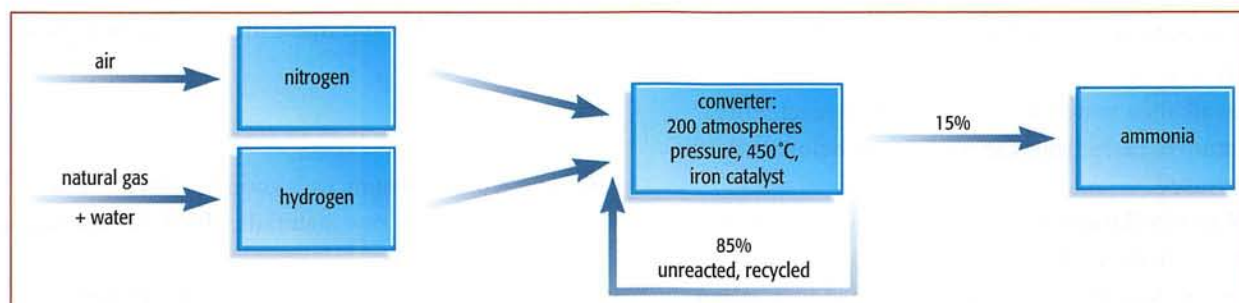 air
nitrogen
natural gas
+ water
hydrogen
converter:
200 atmospheres
pressure, 450 °C,
iron catalyst
85%
unreacted, recycled
15%
ammonia